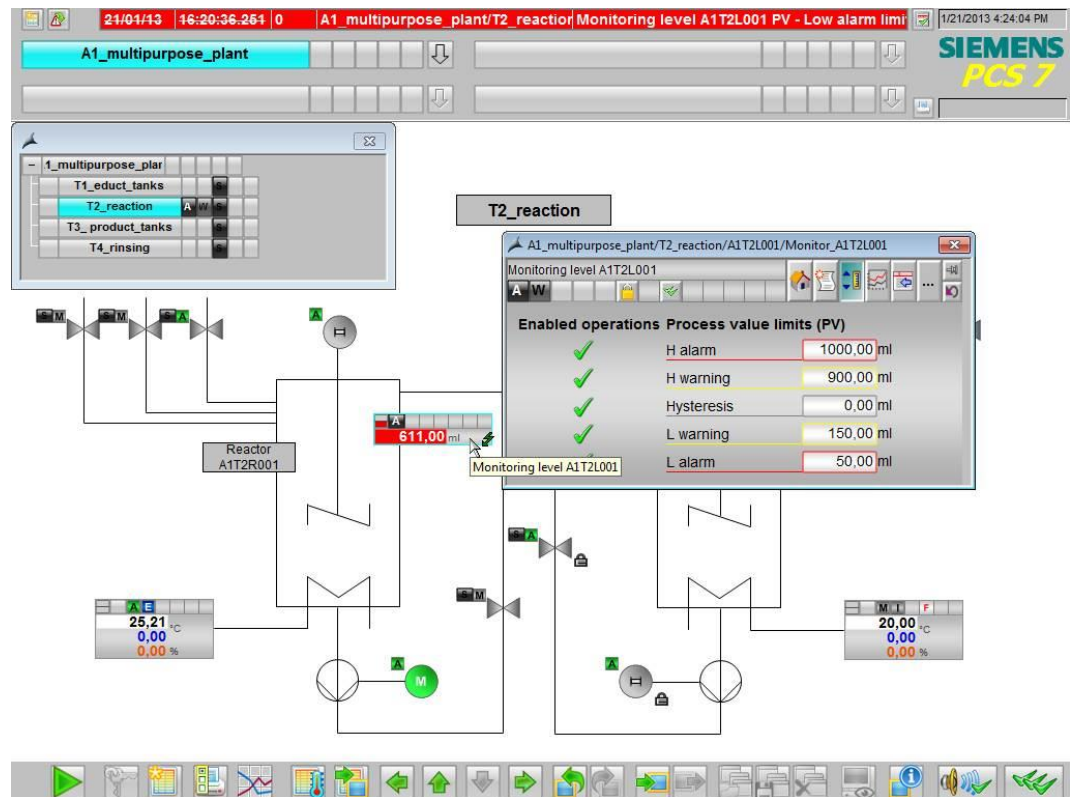 21/01/13 16:20:36.251 0 A1_multipurpose_plant/T2_reaction Monitoring level A1T2L001 PV - Low alarm limi
1/21/2013 4:24:04 PM
A1_multipurpose_plant
SIEMENS
PCS 7
1_multipurpose_plar
T1_educt_tanks S
T2_reaction A W S
T3_ product_tanks S
T4_rinsing S
T2_reaction
A1_multipurpose_plant/T2_reaction/A1T2L001/Monitor_A1T2L001
Monitoring level A1T2L001
A W
...
Enabled operations Process value limits (PV)
H alarm 1000,00 ml
H warning 900,00 ml
Hysteresis 0,00 ml
L warning 150,00 ml
L alarm 50,00 ml
S M S M S A A
A
611,00 ml
Monitoring level A1T2L001
Reactor
A1T2R001
S A
S M
A E
25,21 °C
0,00
0,00 %
M I F
20,00 °C
0,00
0,00 %
A
M
A